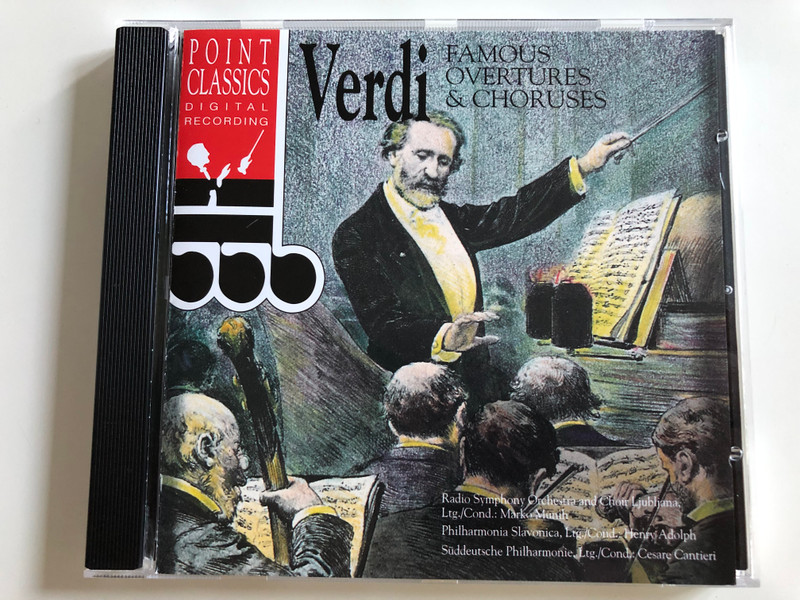 POINT
CLASSICS
DIGITAL
RECORDING
Verdi
FAMOUS
OVERTURES
& CHORUSES
Radio Symphony Orchestra and Choir Ljubljana,
Ltg./Cond.: Marko Munih
Philharmonia Slavonica, Ltg./Cond.: Henry Adolph
Süddeutsche Philharmonie, Ltg./Cond.: Cesare Cantieri